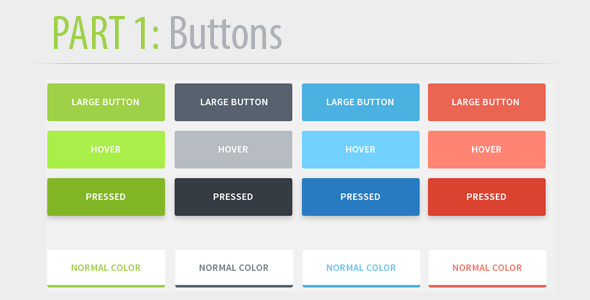 PART 1: Buttons
LARGE BUTTON LARGE BUTTON LARGE BUTTON LARGE BUTTON
HOVER HOVER HOVER HOVER
PRESSED PRESSED PRESSED PRESSED
NORMAL COLOR NORMAL COLOR NORMAL COLOR NORMAL COLOR